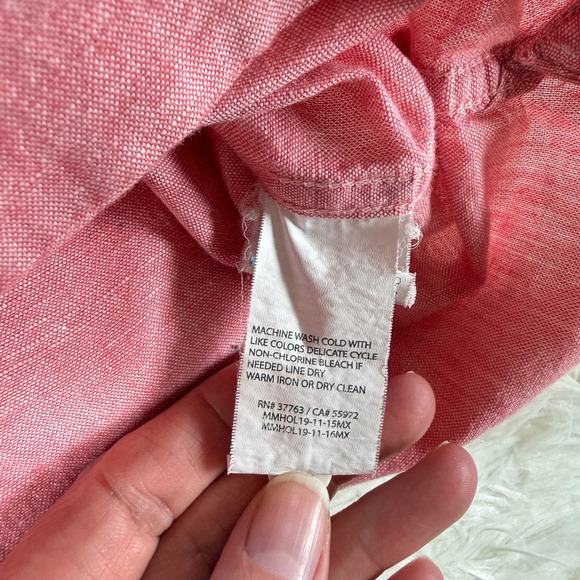 MACHINE WASH COLD WITH
LIKE COLORS DELICATE CYCLE
NON-CHLORINE BLEACH IF
NEEDED LINE DRY
WARM IRON OR DRY CLEAN
RN# 37763 / CA# 55972
MMHOL19-11-15MX
MMHOL19-11-16MX